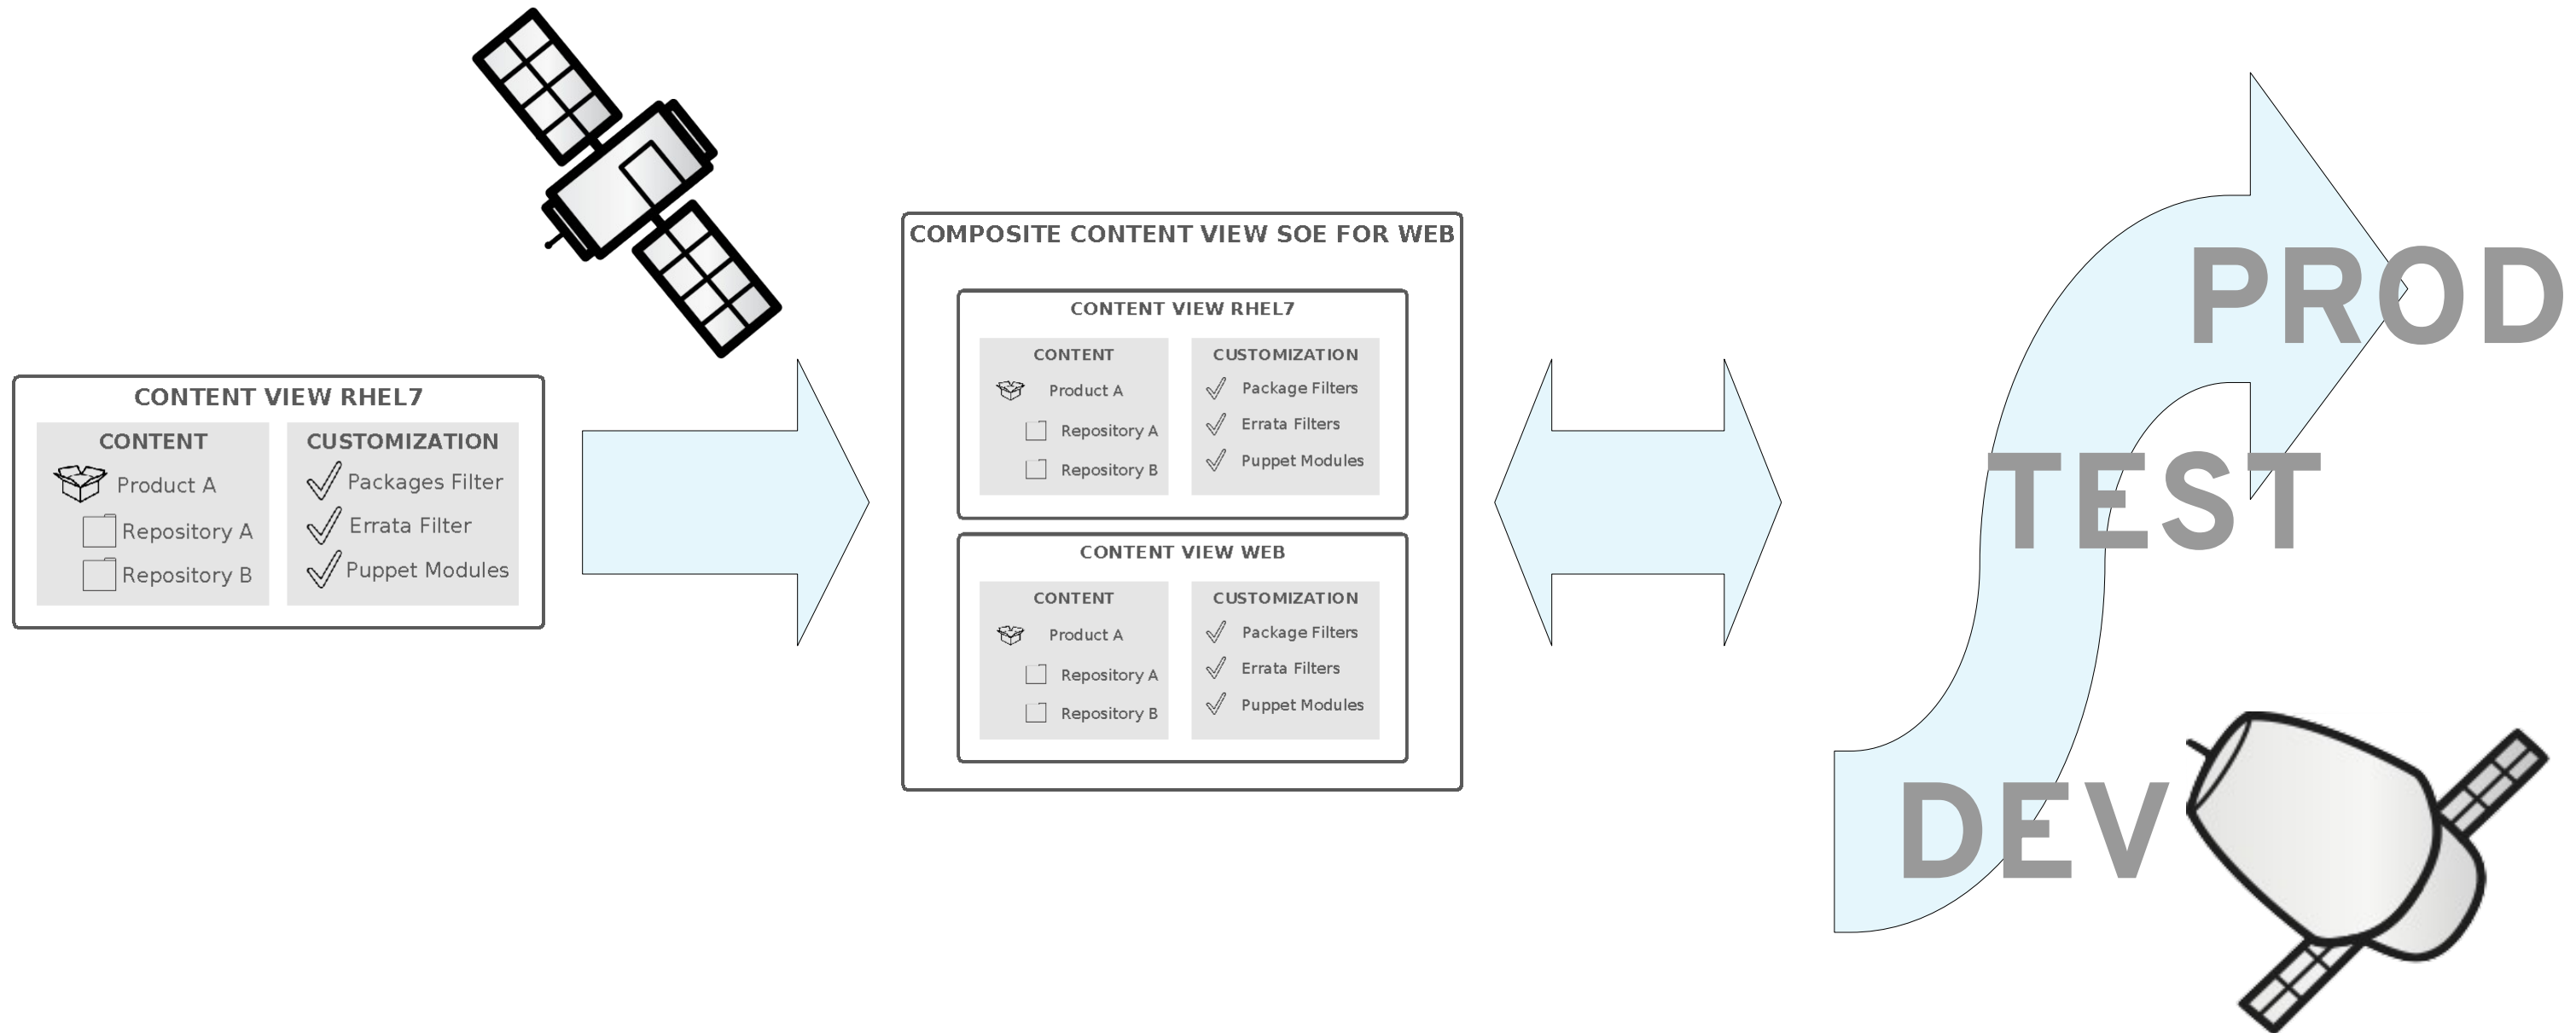 CONTENT VIEW RHEL7
CONTENT
Product A
Repository A
Repository B
CUSTOMIZATION
Packages Filter
Errata Filter
Puppet Modules
COMPOSITE CONTENT VIEW SOE FOR WEB
CONTENT VIEW RHEL7
CONTENT
Product A
Repository A
Repository B
CUSTOMIZATION
Package Filters
Errata Filters
Puppet Modules
CONTENT VIEW WEB
CONTENT
Product A
Repository A
Repository B
CUSTOMIZATION
Package Filters
Errata Filters
Puppet Modules
PROD
TEST
DEV